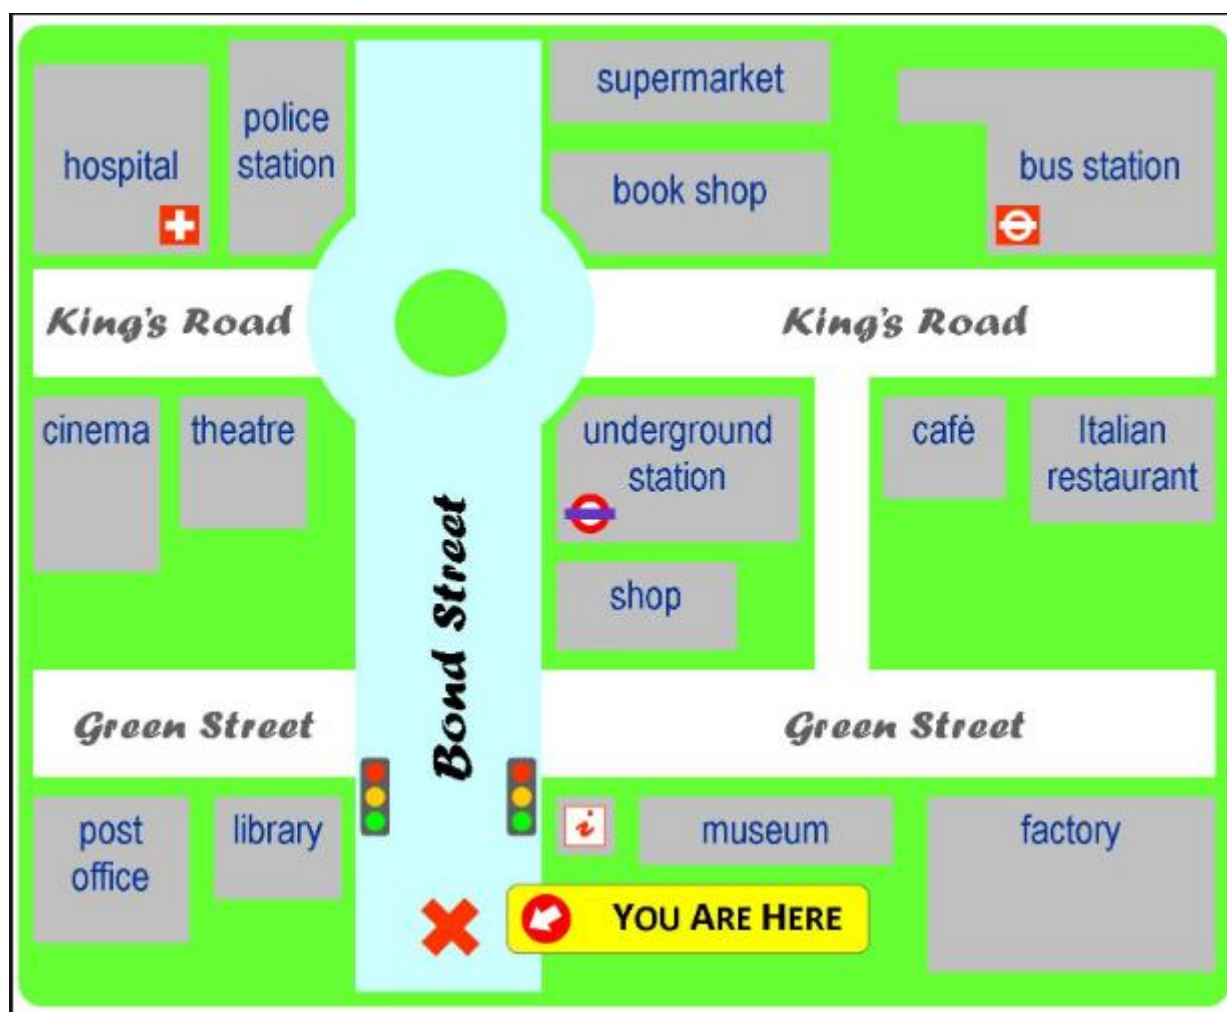 supermarket
police
station
hospital
book shop
bus station
King's Road
King's Road
cinema
theatre
underground
station
café
Italian
restaurant
shop
Bond Street
Green Street
Green Street
post
office
library
i
museum
factory
YOU ARE HERE